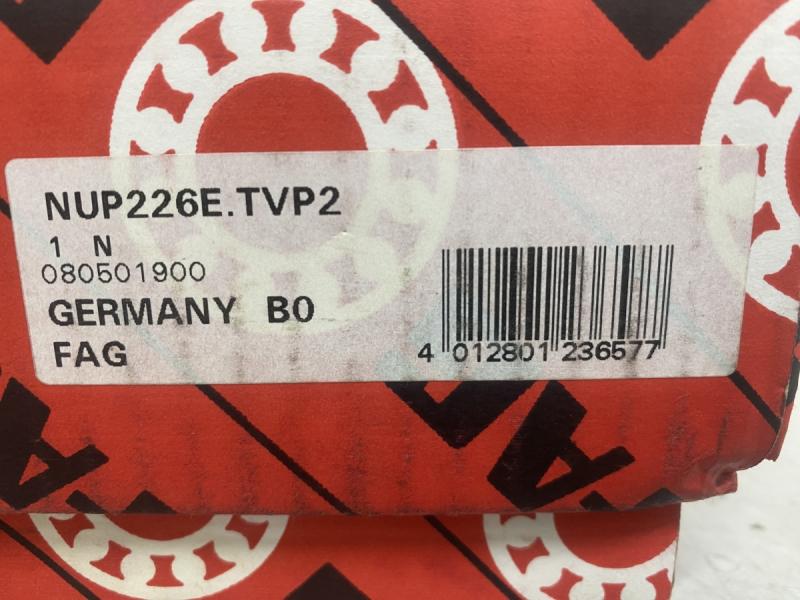 NUP226E.TVP2
1 N
080501900
GERMANY B0
FAG
4 012801 236577